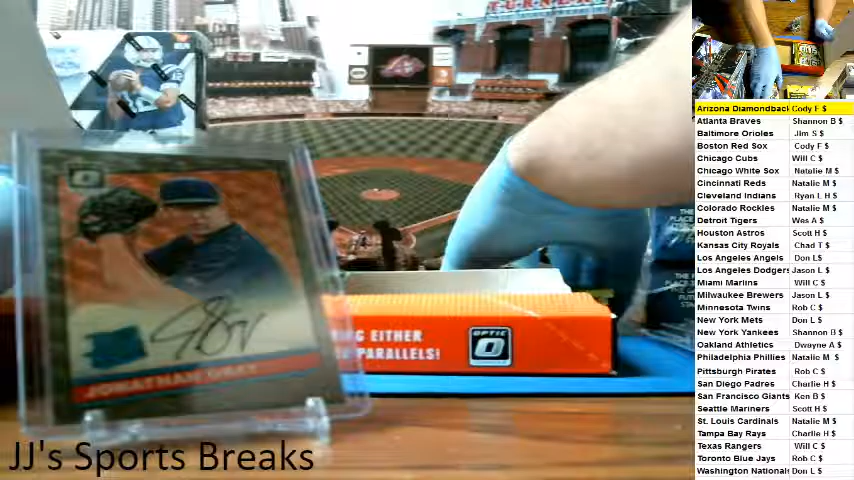 TURNER
Arizona Diamondback Cody F $
Atlanta Braves Shannon B $
Baltimore Orioles Jim S $
Boston Red Sox Cody F $
Chicago Cubs Will C $
Chicago White Sox Natalie M $
Cincinnati Reds Natalie M $
Cleveland Indians Ryan L H $
Colorado Rockies Natalie M $
Detroit Tigers Wes A $
Houston Astros Scott H $
Kansas City Royals Chad T $
Los Angeles Angels Don L $
Los Angeles Dodgers Jason L $
Miami Marlins Will C $
Milwaukee Brewers Jason L $
Minnesota Twins Rob C $
New York Mets Don L $
New York Yankees Shannon B $
Oakland Athletics Dwayne A $
Philadelphia Phillies Natalie M $
Pittsburgh Pirates Rob C $
San Diego Padres Charlie H $
San Francisco Giants Ken B $
Seattle Mariners Scott H $
St. Louis Cardinals Natalie M $
Tampa Bay Rays Charlie H $
Texas Rangers Will C $
Toronto Blue Jays Rob C $
Washington Nationals Don L $
NG EITHER
PARALLELS!
OPTIC
JONATHAN GRAY
JJ's Sports Breaks